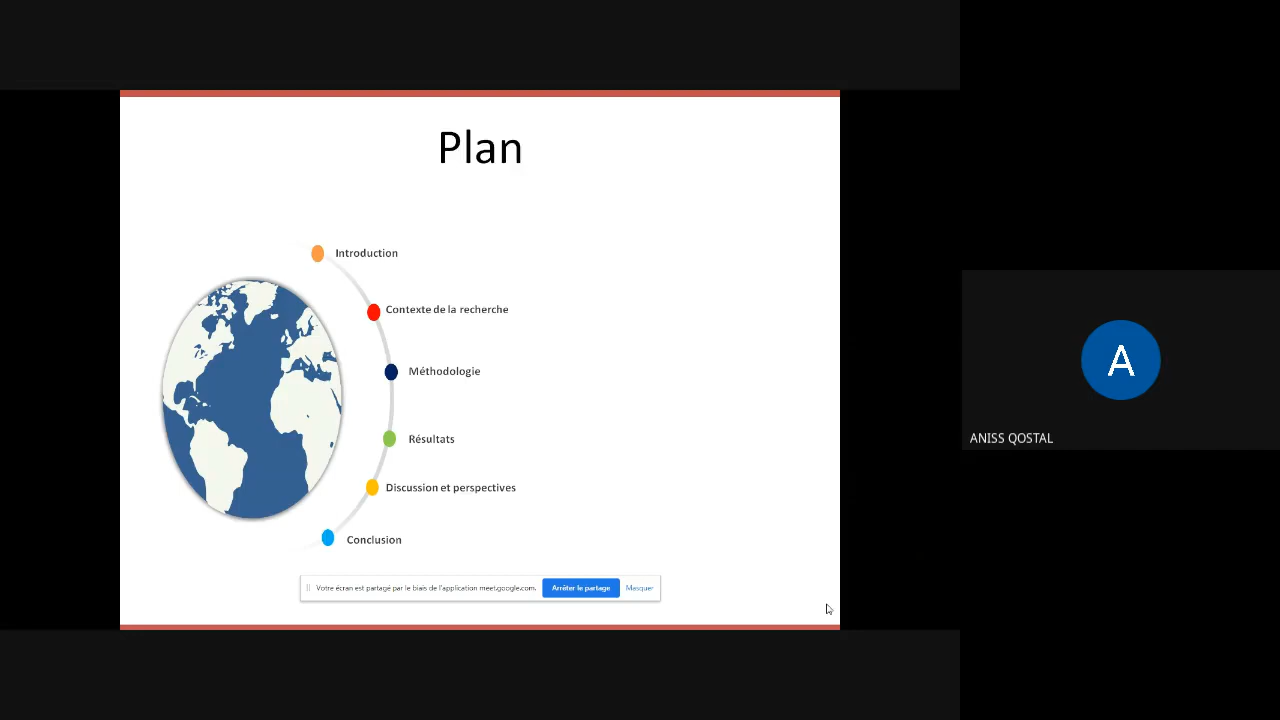 Plan
Introduction
Contexte de la recherche
Méthodologie
Résultats
Discussion et perspectives
Conclusion
Votre écran est partagé par le biais de l'application meet.google.com. Arrêter le partage Masquer
A
ANISS QOSTAL